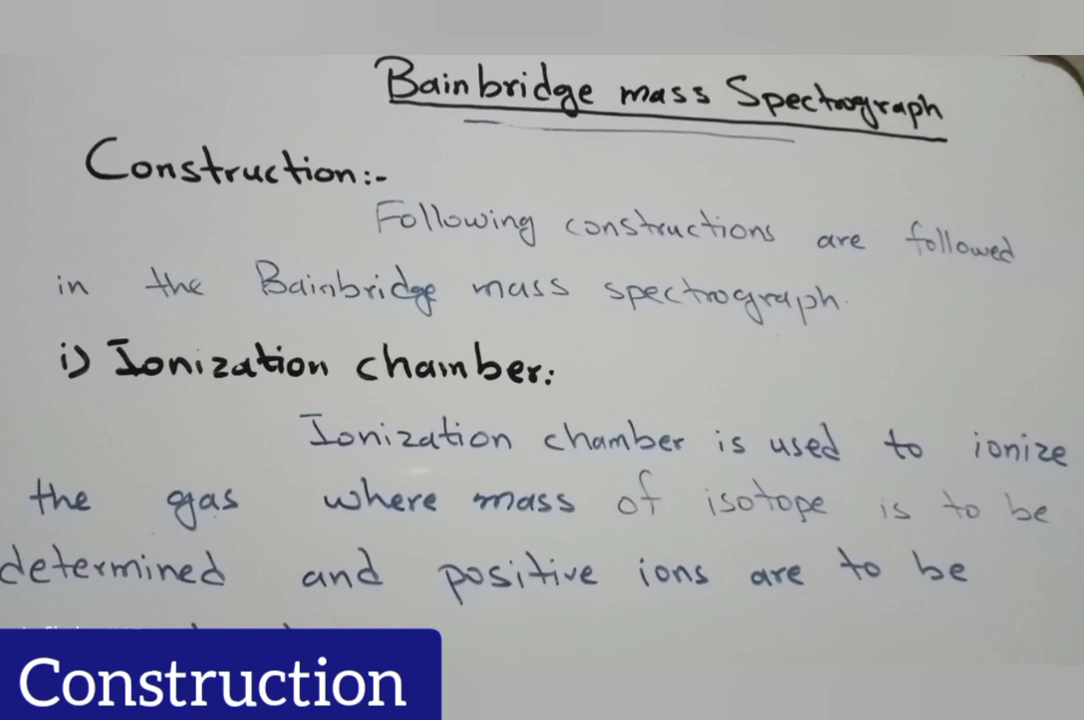 Bainbridge mass Spectrograph
Construction:-
Following constructions are followed
in the Bainbridge mass spectrograph.
i) Ionization chamber:
Ionization chamber is used to ionize
the gas where mass of isotope is to be
determined and positive ions are to be
Construction